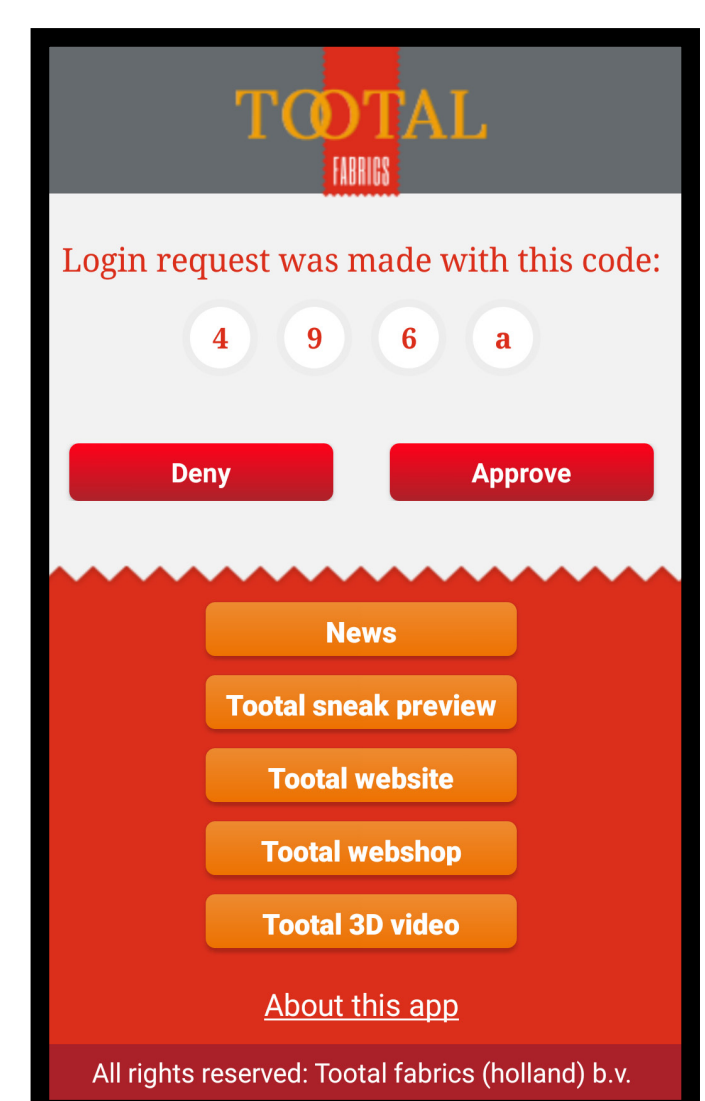 TOOTAL
FABRICS
Login request was made with this code:
4 9 6 a
Deny Approve
News
Tootal sneak preview
Tootal website
Tootal webshop
Tootal 3D video
About this app
All rights reserved: Tootal fabrics (holland) b.v.